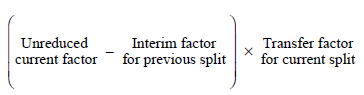 ( Unreduced current factor − Interim factor for previous split ) × Transfer factor for current split